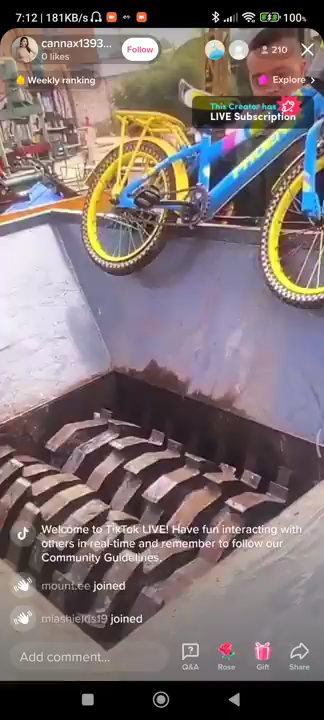 7:12 | 181KB/s
100%
cannax1393...
0 likes
Follow
210
Weekly ranking
Explore >
This Creator has
LIVE Subscription
PHOENIX
Welcome to TikTok LIVE! Have fun interacting with
others in real-time and remember to follow our
Community Guidelines.
mount.ee joined
miashields19 joined
Add comment...
Q&A
Rose
Gift
Share